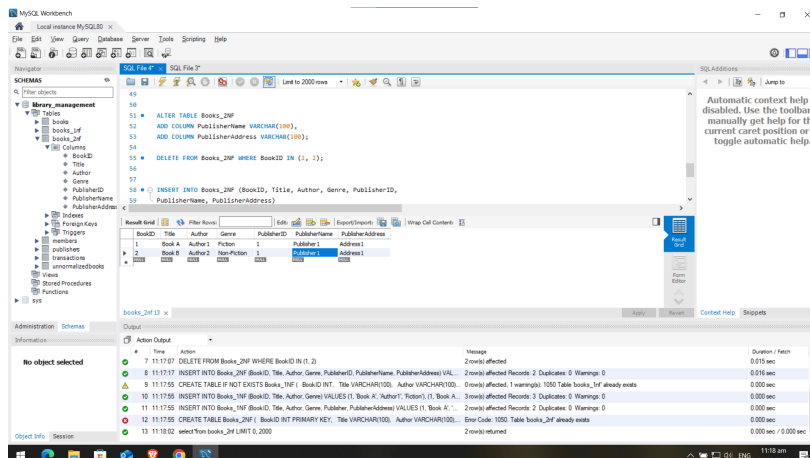 MySQL Workbench
Local instance MySQL80 ×
File Edit View Query Database Server Tools Scripting Help
Navigator
SCHEMAS
Filter objects
library_management
Tables
books
books_1nf
books_2nf
Columns
BookID
Title
Author
Genre
PublisherID
PublisherName
PublisherAddress
Indexes
Foreign Keys
Triggers
members
publishers
transactions
unnormalizedbooks
Views
Stored Procedures
Functions
sys
Administration Schemas
Information
No object selected
Object Info Session
SQL File 4* × SQL File 3*
Limit to 2000 rows
49
50
51 ALTER TABLE Books_2NF
52 ADD COLUMN PublisherName VARCHAR(100),
53 ADD COLUMN PublisherAddress VARCHAR(100);
54
55 DELETE FROM Books_2NF WHERE BookID IN (1, 2);
56
57
58 INSERT INTO Books_2NF (BookID, Title, Author, Genre, PublisherID,
59 PublisherName, PublisherAddress)
Result Grid Filter Rows: Edit: Export/Import: Wrap Cell Content:
BookID Title Author Genre PublisherID PublisherName PublisherAddress
1 Book A Author1 Fiction 1 Publisher1 Address1
2 Book B Author2 Non-Fiction 1 Publisher1 Address1
NULL NULL NULL NULL NULL NULL NULL
Result Grid
Form Editor
books_2nf 13 ×
Apply Revert
Output
Action Output
# Time Action Message Duration / Fetch
7 11:17:07 DELETE FROM Books_2NF WHERE BookID IN (1, 2) 2 row(s) affected 0.015 sec
8 11:17:17 INSERT INTO Books_2NF (BookID, Title, Author, Genre, PublisherID, PublisherName, PublisherAddress) VAL... 2 row(s) affected Records: 2 Duplicates: 0 Warnings: 0 0.016 sec
9 11:17:55 CREATE TABLE IF NOT EXISTS Books_1NF ( BookID INT, Title VARCHAR(100), Author VARCHAR(100)... 0 row(s) affected, 1 warning(s): 1050 Table 'books_1nf' already exists 0.000 sec
10 11:17:55 INSERT INTO Books_1NF (BookID, Title, Author, Genre) VALUES (1, 'Book A', 'Author1', 'Fiction'), (1, 'Book A... 3 row(s) affected Records: 3 Duplicates: 0 Warnings: 0 0.000 sec
11 11:17:55 INSERT INTO Books_2NF (BookID, Title, Author, Genre, Publisher, PublisherAddress) VALUES (1, 'Book A', '... 2 row(s) affected Records: 2 Duplicates: 0 Warnings: 0 0.000 sec
12 11:17:55 CREATE TABLE Books_2NF ( BookID INT PRIMARY KEY, Title VARCHAR(100), Author VARCHAR(100)... Error Code: 1050. Table 'books_2nf' already exists 0.000 sec
13 11:18:02 select*from books_2nf LIMIT 0, 2000 2 row(s) returned 0.000 sec / 0.000 sec
SQLAdditions
Jump to
Automatic context help
disabled. Use the toolbar
manually get help for th
current caret position or
toggle automatic help.
Context Help Snippets
ENG 11:18 am